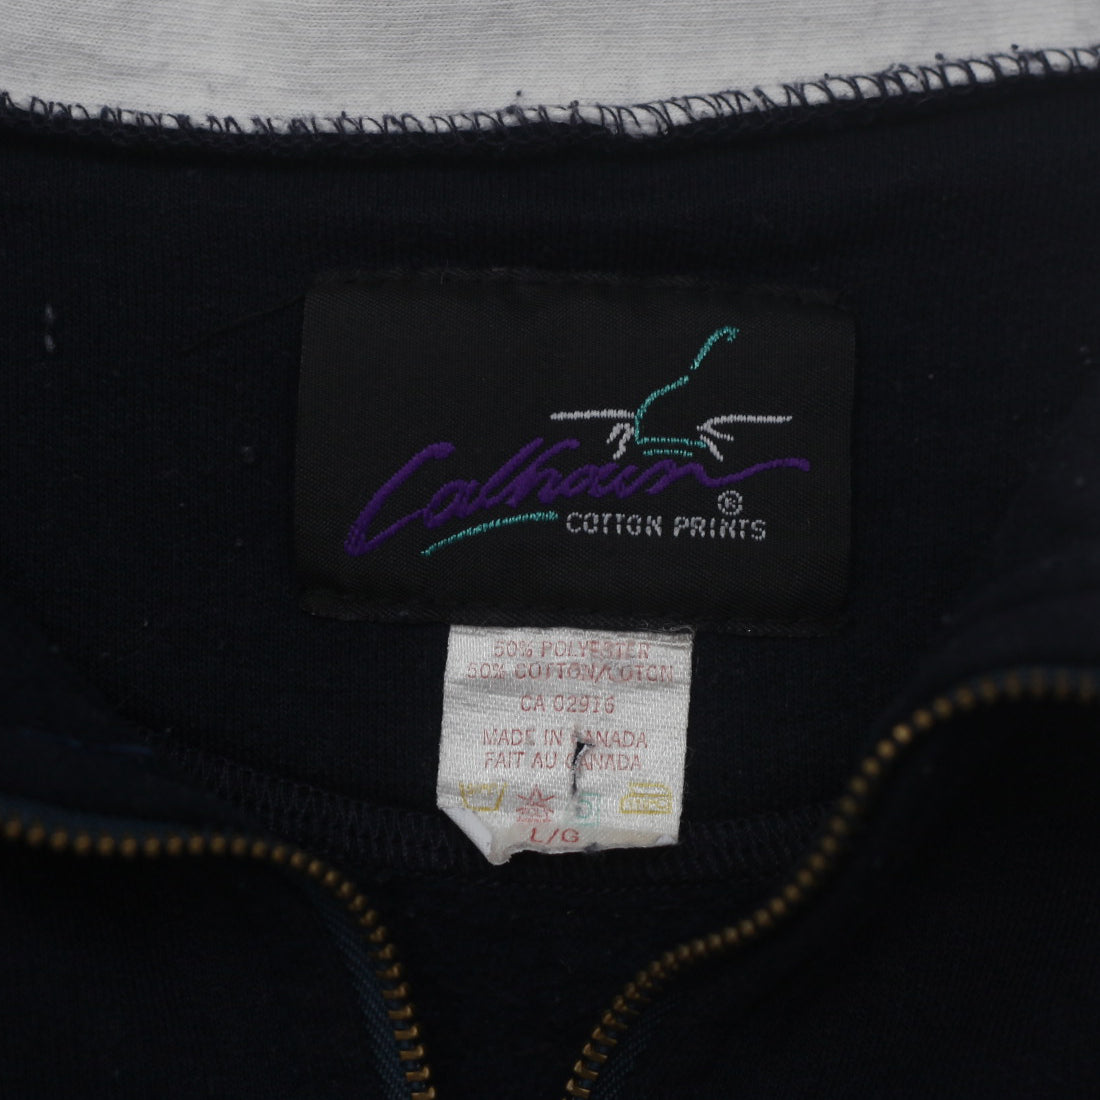 Calhoun®
COTTON PRINTS
50% POLYESTER
50% COTTON/COTON
CA 02916
MADE IN CANADA
FAIT AU CANADA
L/G